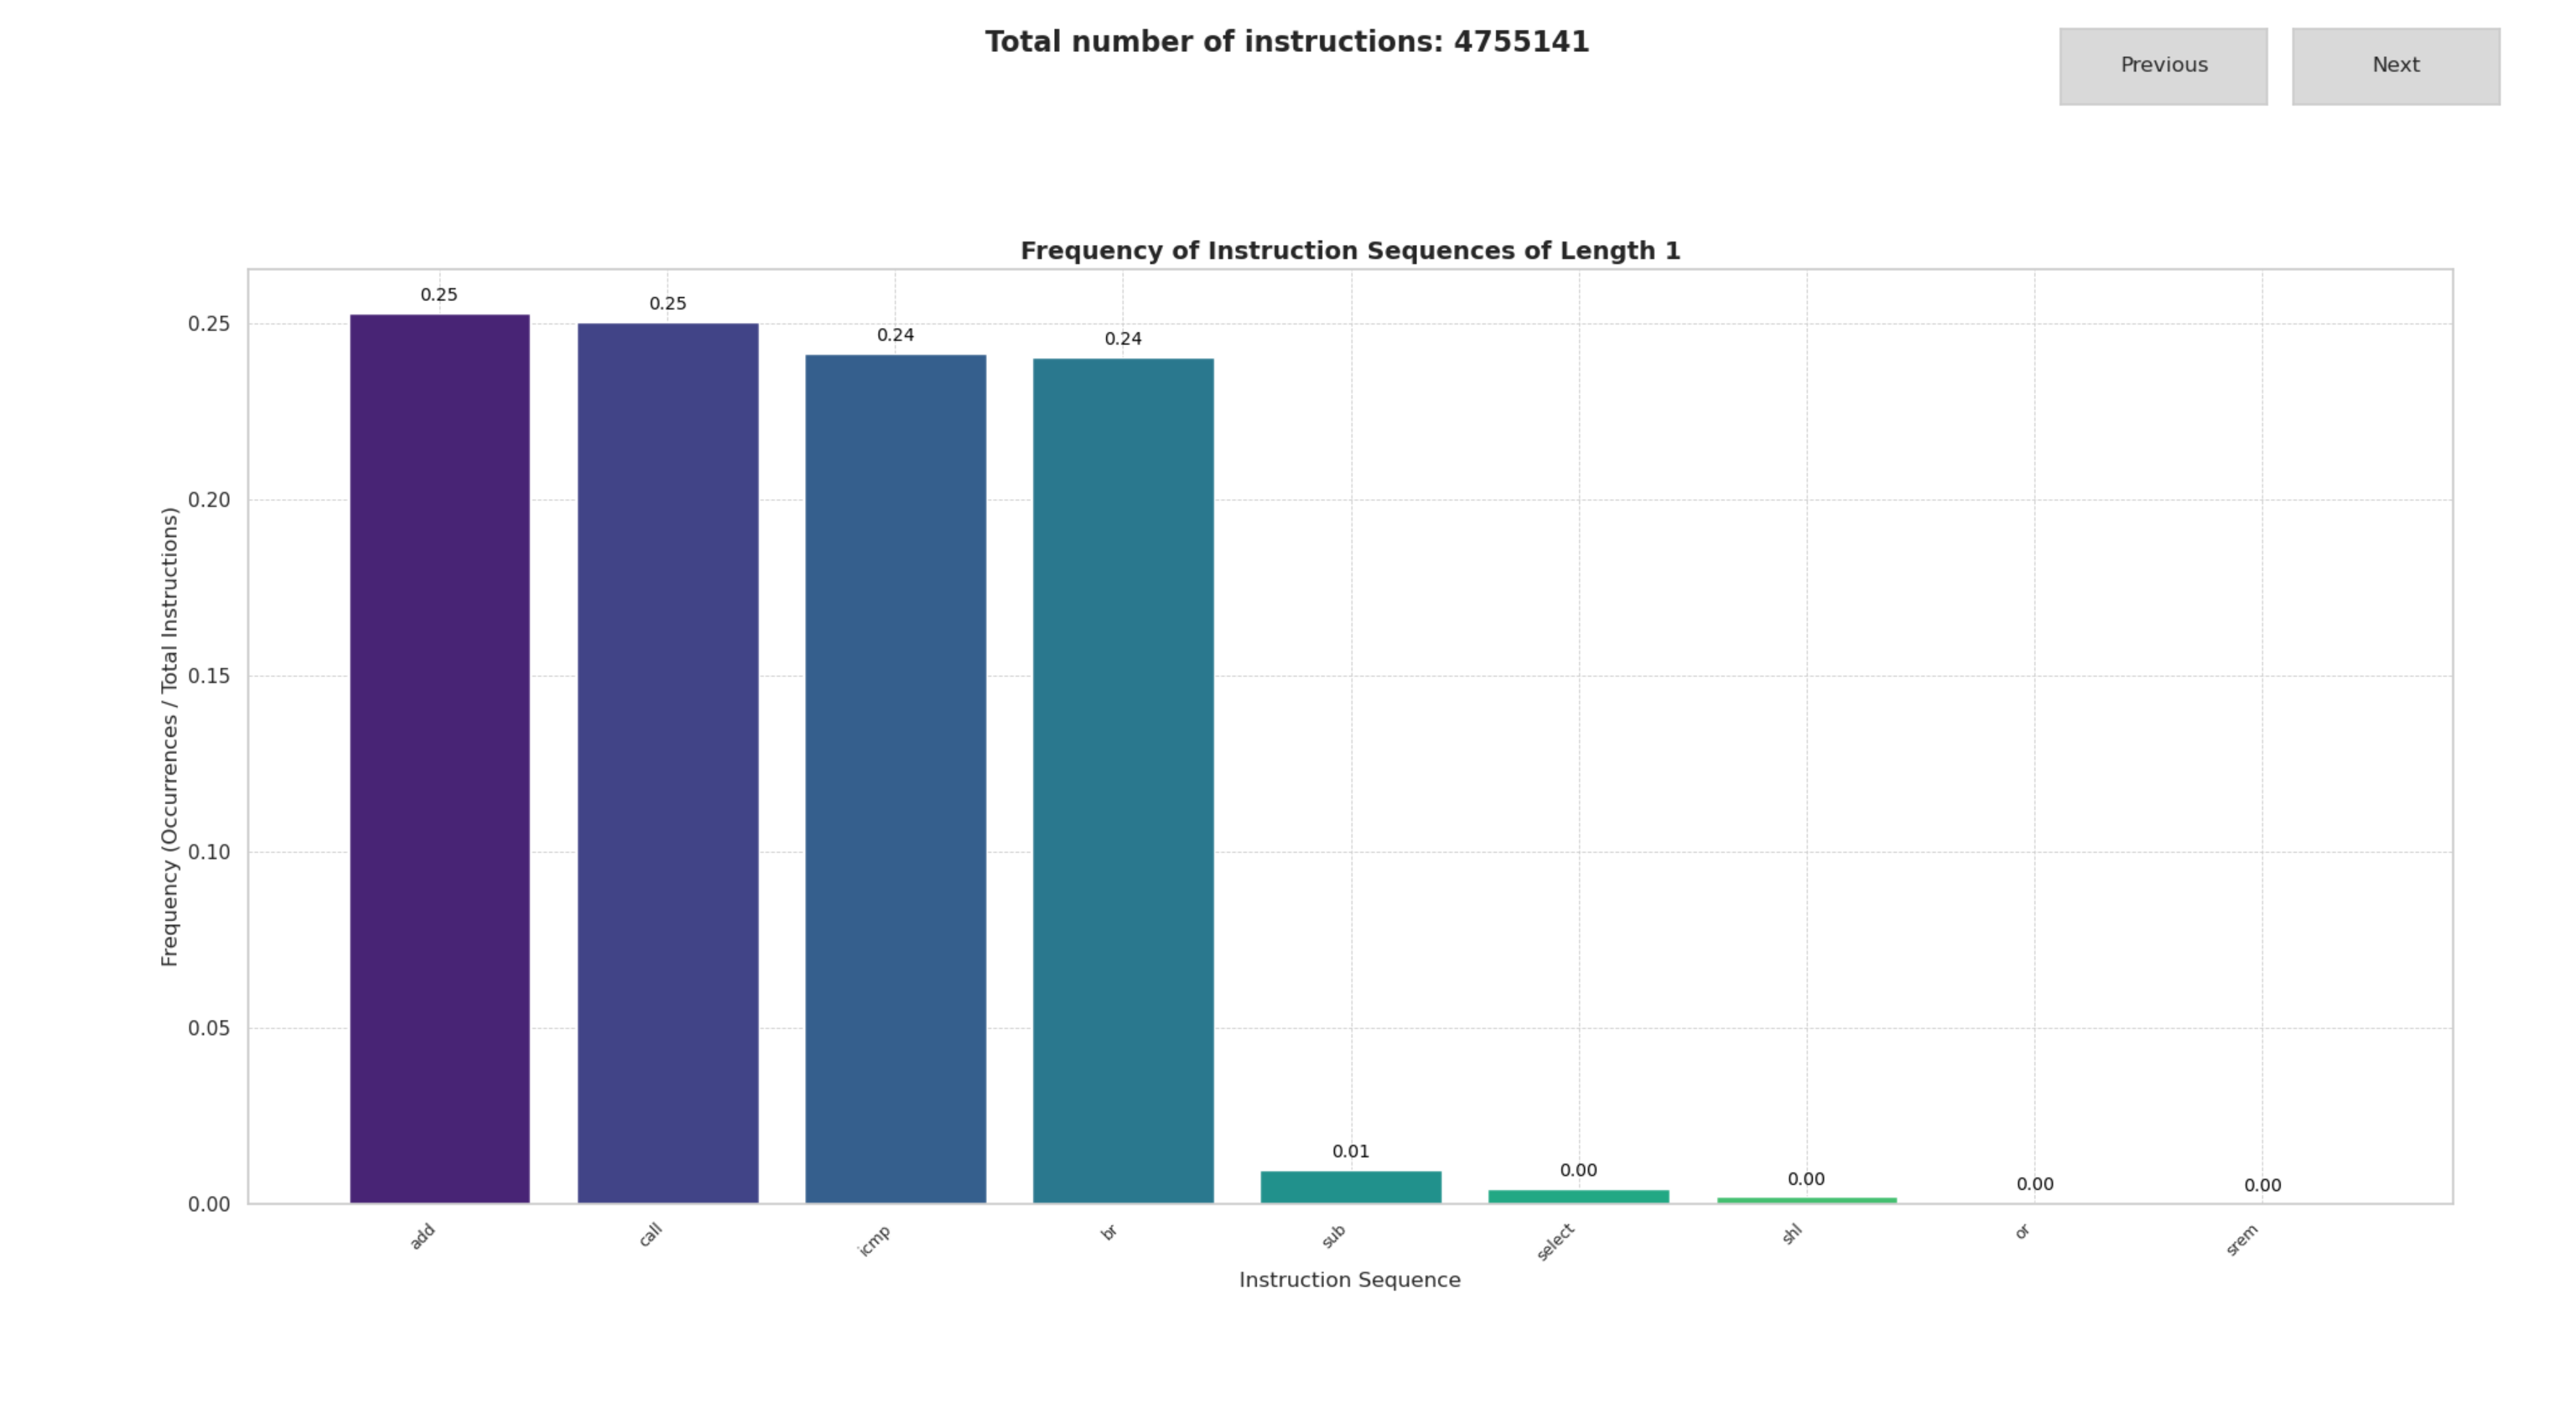 Total number of instructions: 4755141
Previous
Next
Frequency of Instruction Sequences of Length 1
Frequency (Occurrences / Total Instructions)
0.25
0.20
0.15
0.10
0.05
0.00
0.25
0.25
0.24
0.24
0.01
0.00
0.00
0.00
0.00
add
call
icmp
br
sub
select
shl
or
srem
Instruction Sequence